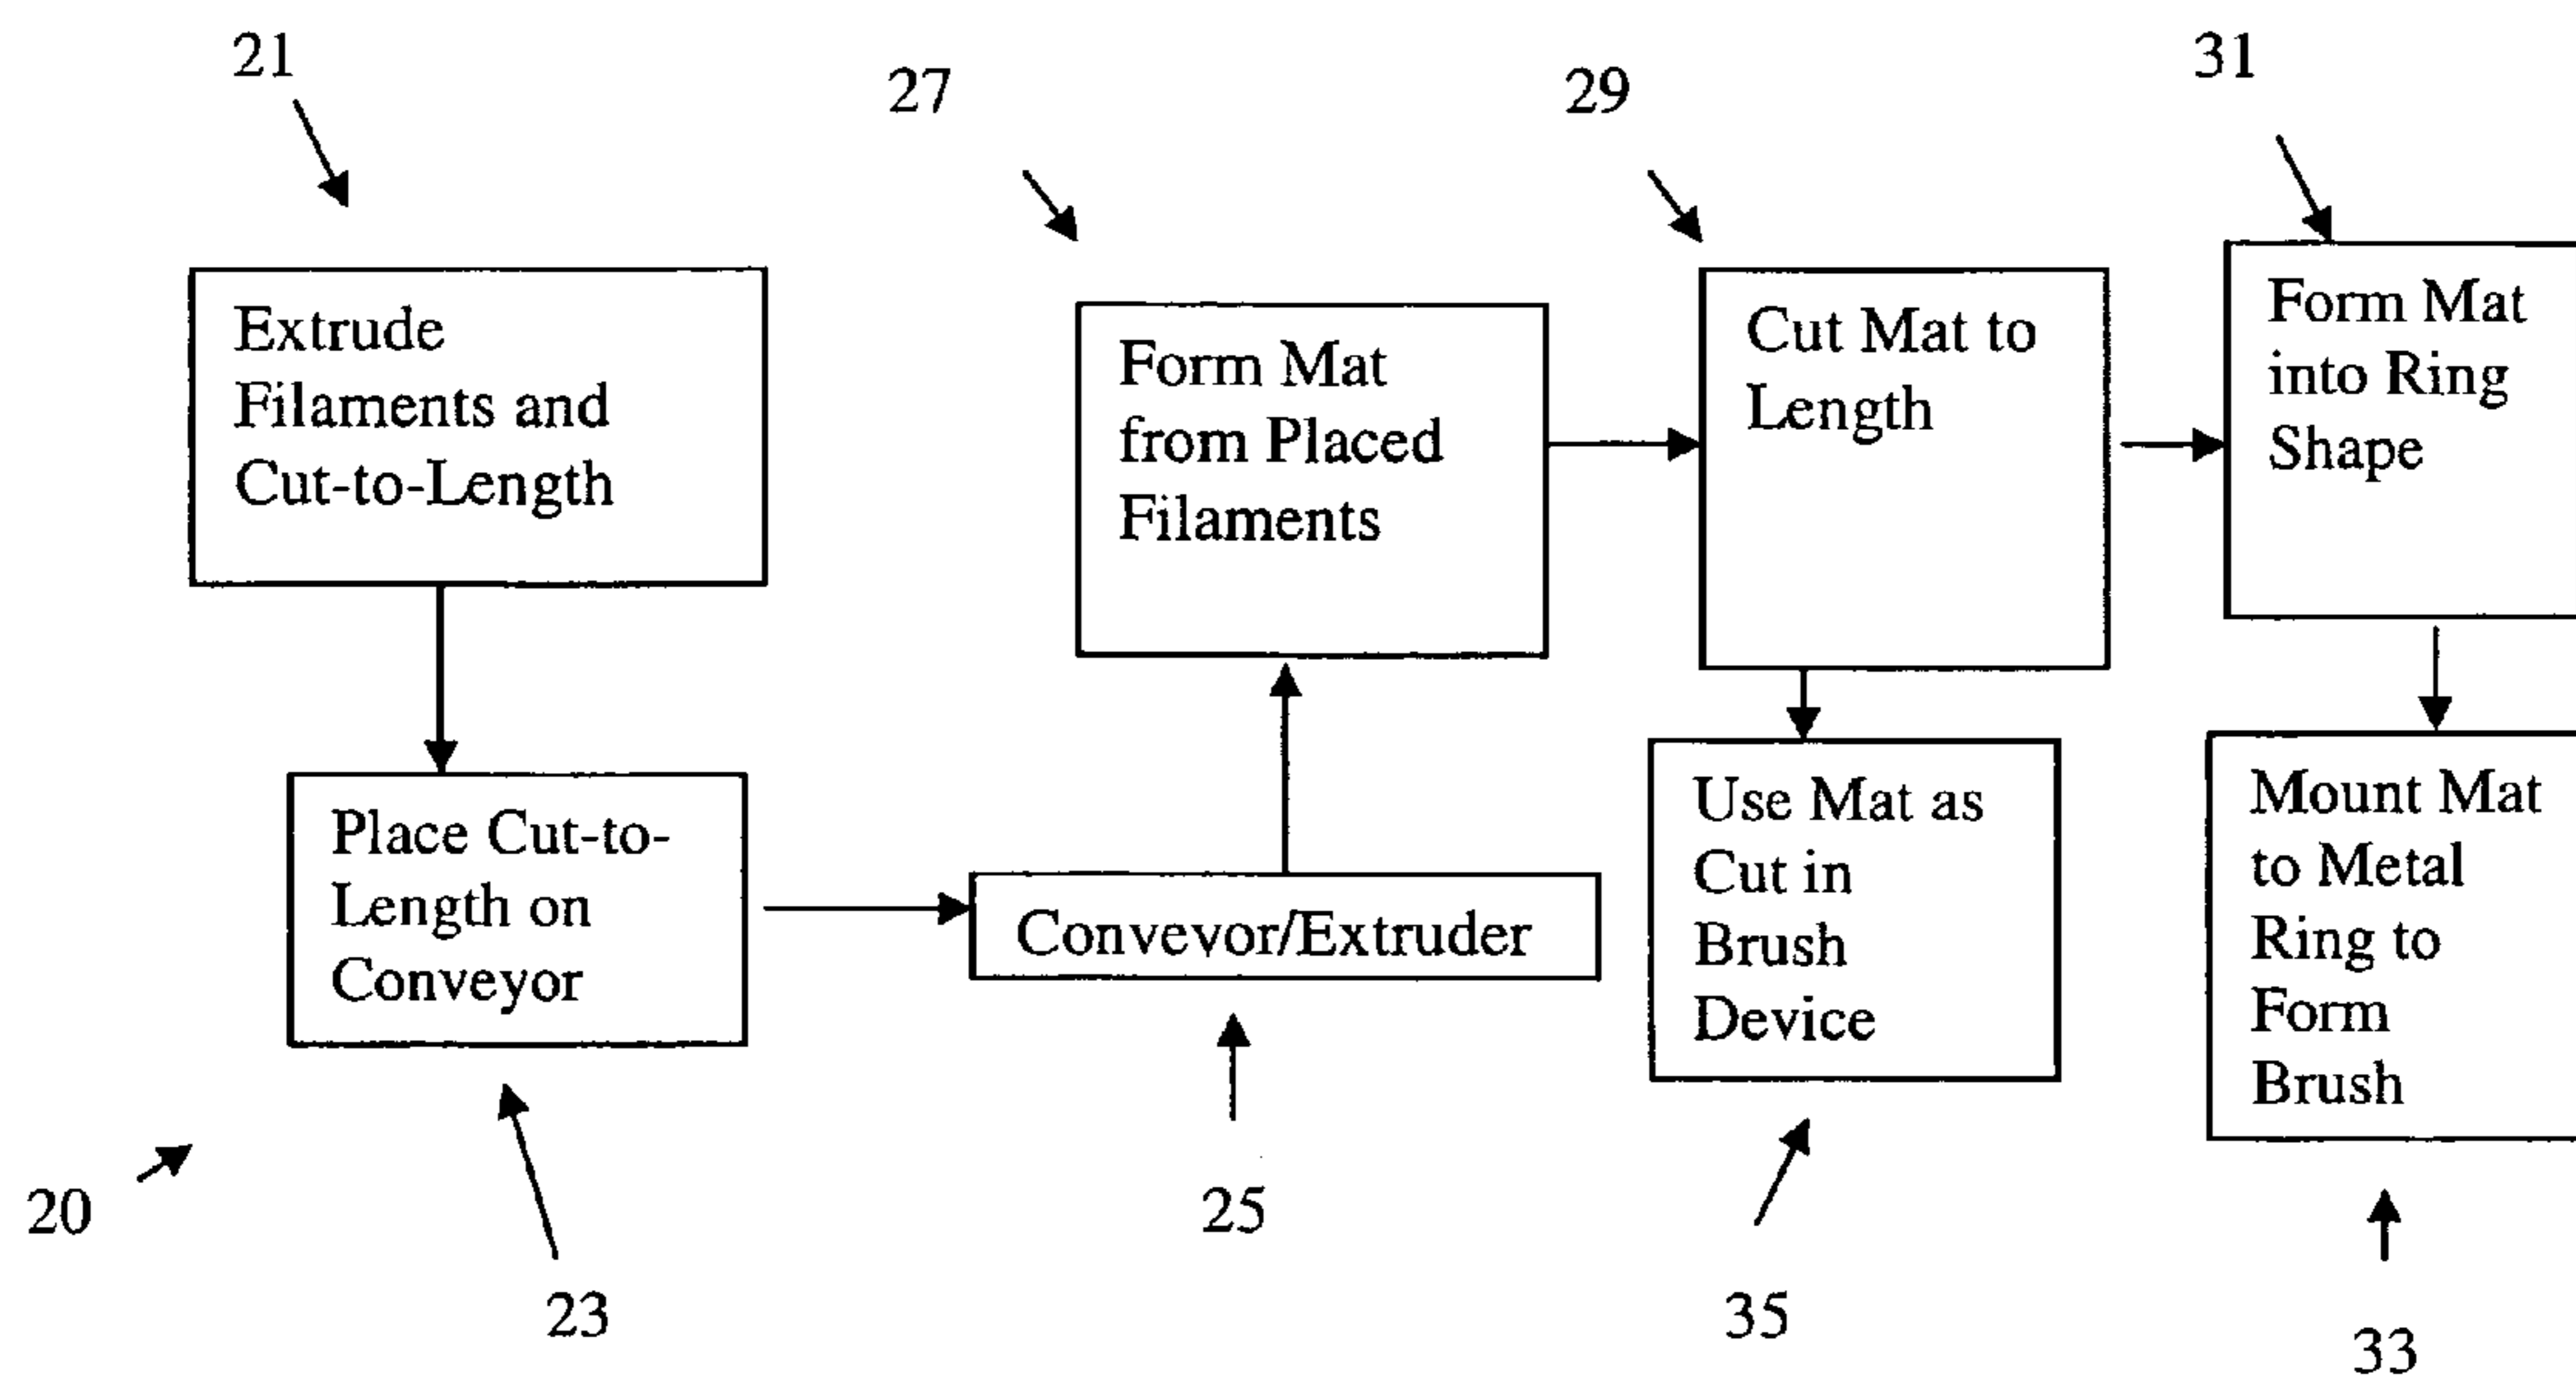 21
Extrude
Filaments and
Cut-to-Length
Place Cut-to-
Length on
Conveyor
20
23
Convevor/Extruder
25
27
Form Mat
from Placed
Filaments
29
Cut Mat to
Length
Use Mat as
Cut in
Brush
Device
35
31
Form Mat
into Ring
Shape
Mount Mat
to Metal
Ring to
Form
Brush
33